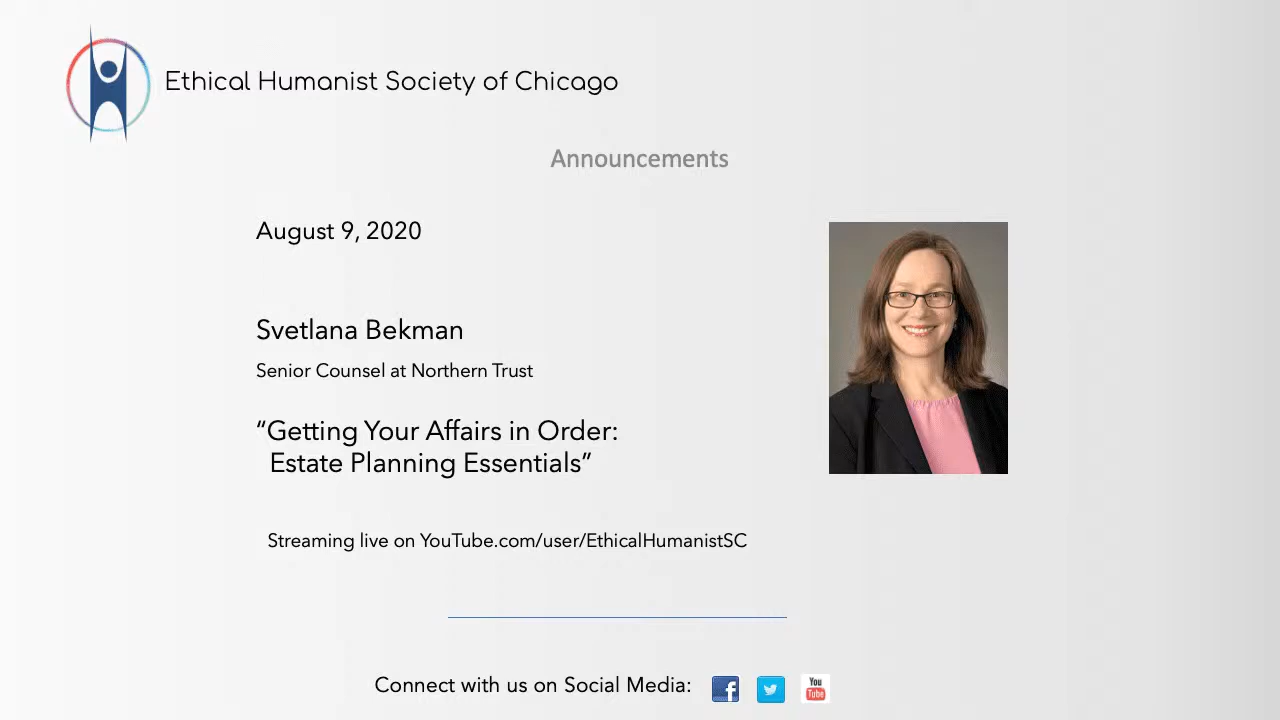 Ethical Humanist Society of Chicago
Announcements
August 9, 2020
Svetlana Bekman
Senior Counsel at Northern Trust
“Getting Your Affairs in Order:
Estate Planning Essentials”
Streaming live on YouTube.com/user/EthicalHumanistSC
Connect with us on Social Media:
f
You
Tube